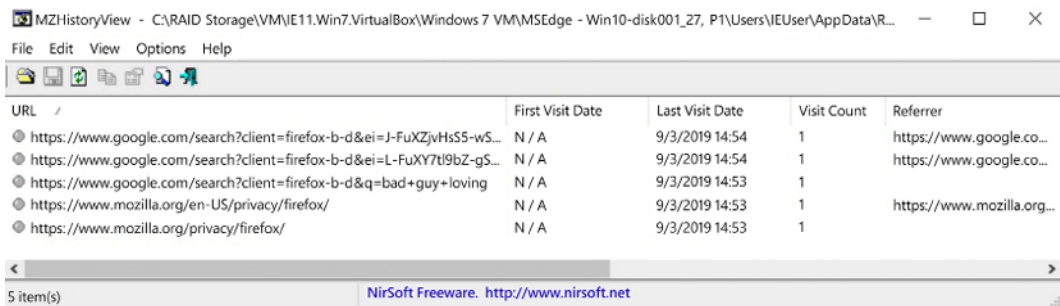 MZHistoryView - C:\RAID Storage\VM\IE11.Win7.VirtualBox\Windows 7 VM\MSEdge - Win10-disk001_27, P1\Users\IEUser\AppData\R...
File Edit View Options Help
URL First Visit Date Last Visit Date Visit Count Referrer
https://www.google.com/search?client=firefox-b-d&ei=J-FuXZjvHsS5-wS... N / A 9/3/2019 14:54 1 https://www.google.co...
https://www.google.com/search?client=firefox-b-d&ei=L-FuXY7tl9bZ-gS... N / A 9/3/2019 14:54 1 https://www.google.co...
https://www.google.com/search?client=firefox-b-d&q=bad+guy+loving N / A 9/3/2019 14:53 1
https://www.mozilla.org/en-US/privacy/firefox/ N / A 9/3/2019 14:53 1 https://www.mozilla.org...
https://www.mozilla.org/privacy/firefox/ N / A 9/3/2019 14:53 1
5 item(s) NirSoft Freeware. http://www.nirsoft.net